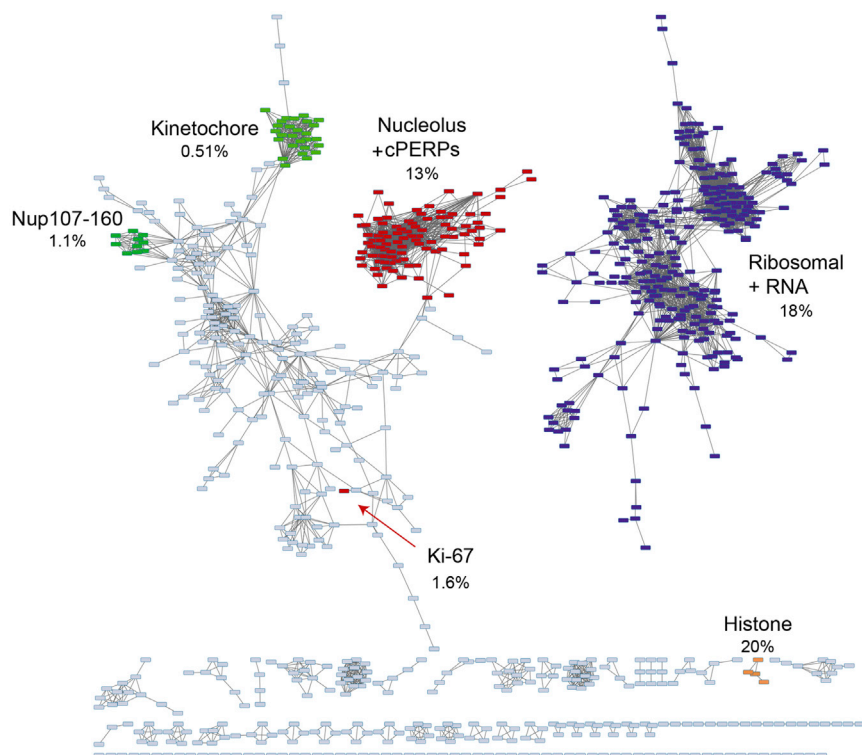 Kinetochore
0.51%
Nucleolus
+cPERPs
13%
Nup107-160
1.1%
Ribosomal
+ RNA
18%
Ki-67
1.6%
Histone
20%